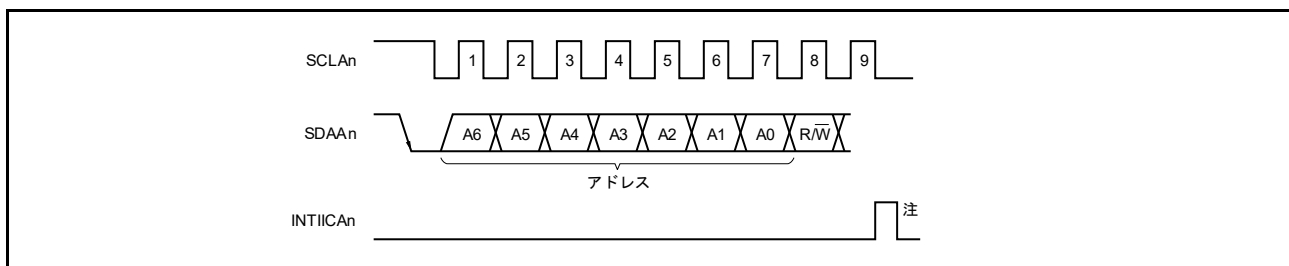 SCLAn 1 2 3 4 5 6 7 8 9
SDAAn A6 A5 A4 A3 A2 A1 A0 R/W̅
アドレス
INTIICAn 注